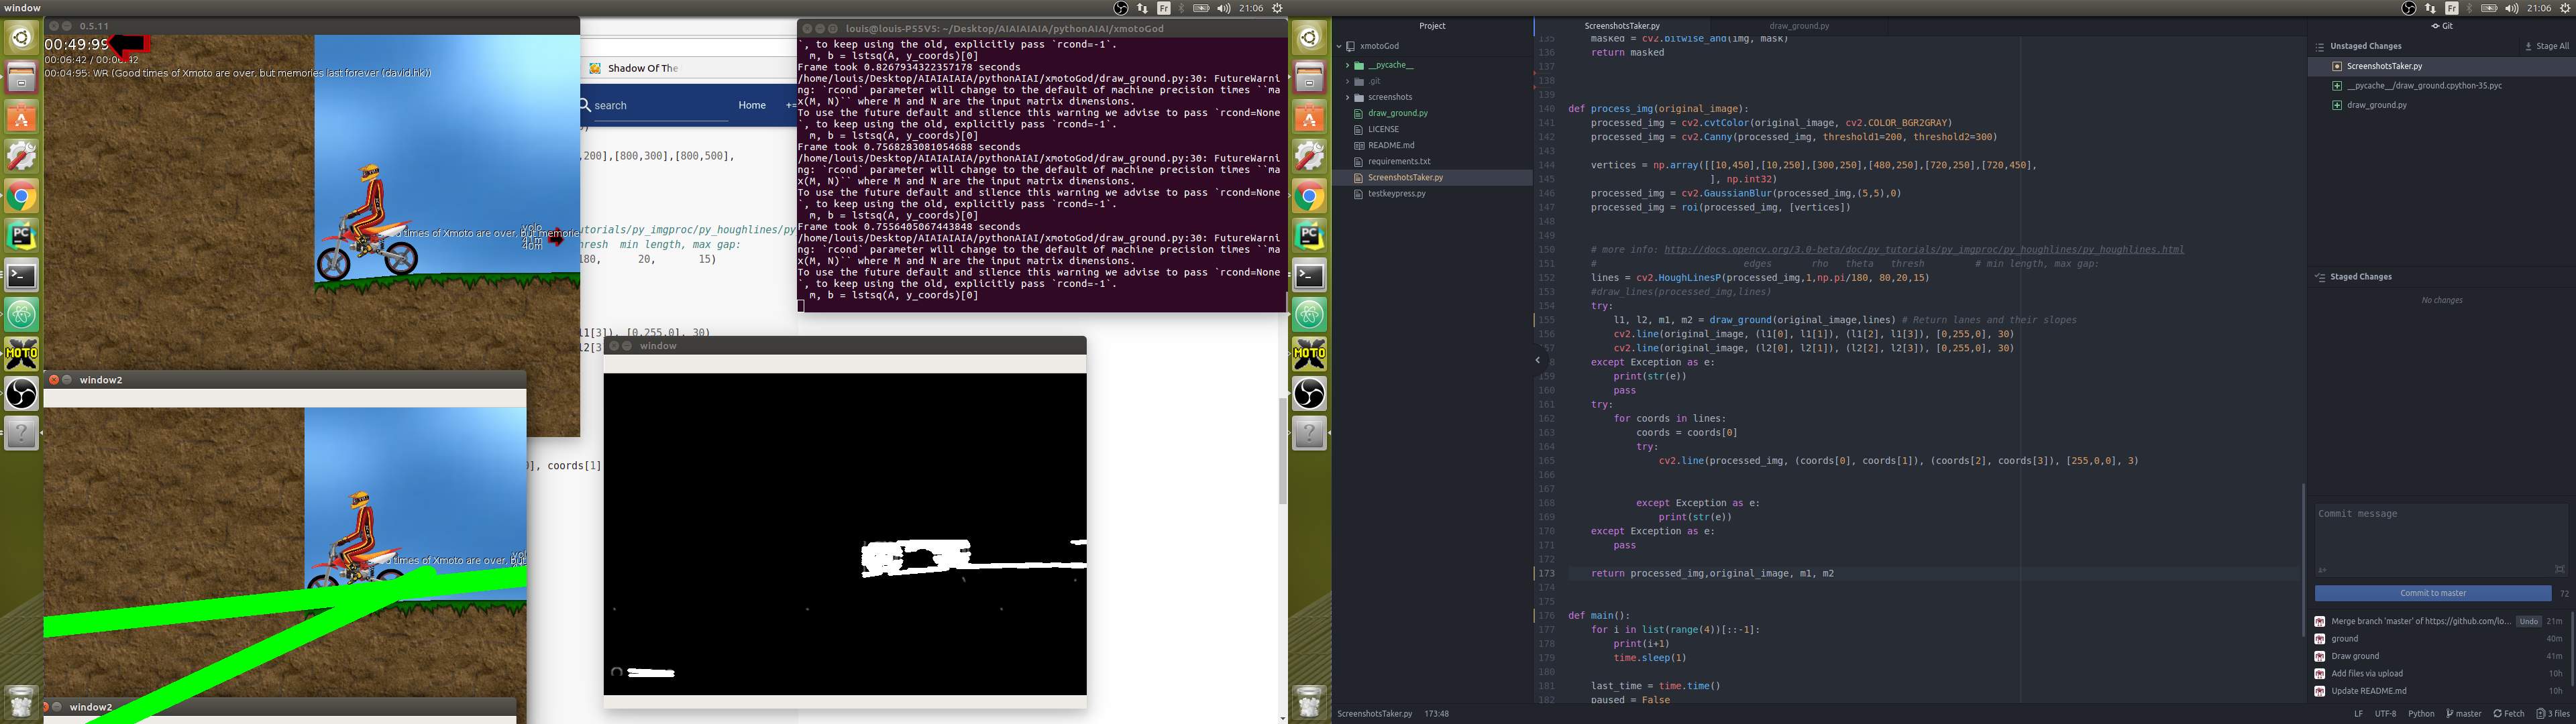 window
Fr
21:06
0.5.11
00:49:99
00:06:42 / 00:06:42
00:04:95: WR (Good times of Xmoto are over, but memories last forever (david.hk))
yolo
41m
40m
Shadow Of The
search
Home
+=
,200],[800,300],[800,500],
utorials/py_imgproc/py_houghlines/py
hresh  min length, max gap:
180,       20,       15)
l1[3]), [0,255,0], 30)
l2[3
], coords[1]
louis@louis-P55V5: ~/Desktop/AIAIAIAIA/pythonAIAI/xmotoGod
`, to keep using the old, explicitly pass `rcond=-1`.
m, b = lstsq(A, y_coords)[0]
Frame took 0.8267934322357178 seconds
/home/louis/Desktop/AIAIAIAIA/pythonAIAI/xmotoGod/draw_ground.py:30: FutureWarni
ng: `rcond` parameter will change to the default of machine precision times ``ma
x(M, N)`` where M and N are the input matrix dimensions.
To use the future default and silence this warning we advise to pass `rcond=None
`, to keep using the old, explicitly pass `rcond=-1`.
m, b = lstsq(A, y_coords)[0]
Frame took 0.7568283081054688 seconds
/home/louis/Desktop/AIAIAIAIA/pythonAIAI/xmotoGod/draw_ground.py:30: FutureWarni
ng: `rcond` parameter will change to the default of machine precision times ``ma
x(M, N)`` where M and N are the input matrix dimensions.
To use the future default and silence this warning we advise to pass `rcond=None
`, to keep using the old, explicitly pass `rcond=-1`.
m, b = lstsq(A, y_coords)[0]
Frame took 0.7556405067443848 seconds
/home/louis/Desktop/AIAIAIAIA/pythonAIAI/xmotoGod/draw_ground.py:30: FutureWarni
ng: `rcond` parameter will change to the default of machine precision times ``ma
x(M, N)`` where M and N are the input matrix dimensions.
To use the future default and silence this warning we advise to pass `rcond=None
`, to keep using the old, explicitly pass `rcond=-1`.
m, b = lstsq(A, y_coords)[0]
window
window2
times of Xmoto are over, but
window2
PC
MOTO
Fr
21:06
PC
MOTO
Project
xmotoGod
__pycache__
.git
screenshots
draw_ground.py
LICENSE
README.md
requirements.txt
ScreenshotsTaker.py
testkeypress.py
ScreenshotsTaker.py
draw_ground.py
135 masked = cv2.bitwise_and(img, mask)
136 return masked
137
138
139
140 def process_img(original_image):
141 processed_img = cv2.cvtColor(original_image, cv2.COLOR_BGR2GRAY)
142 processed_img = cv2.Canny(processed_img, threshold1=200, threshold2=300)
143
144 vertices = np.array([[10,450],[10,250],[300,250],[480,250],[720,250],[720,450],
145 ], np.int32)
146 processed_img = cv2.GaussianBlur(processed_img,(5,5),0)
147 processed_img = roi(processed_img, [vertices])
148
149
150 # more info: http://docs.opencv.org/3.0-beta/doc/py_tutorials/py_imgproc/py_houghlines/py_houghlines.html
151 # edges rho theta thresh # min length, max gap:
152 lines = cv2.HoughLinesP(processed_img,1,np.pi/180, 80,20,15)
153 #draw_lines(processed_img,lines)
154 try:
155 l1, l2, m1, m2 = draw_ground(original_image,lines) # Return lanes and their slopes
156 cv2.line(original_image, (l1[0], l1[1]), (l1[2], l1[3]), [0,255,0], 30)
157 cv2.line(original_image, (l2[0], l2[1]), (l2[2], l2[3]), [0,255,0], 30)
158 except Exception as e:
159 print(str(e))
160 pass
161 try:
162 for coords in lines:
163 coords = coords[0]
164 try:
165 cv2.line(processed_img, (coords[0], coords[1]), (coords[2], coords[3]), [255,0,0], 3)
166
167
168 except Exception as e:
169 print(str(e))
170 except Exception as e:
171 pass
172
173 return processed_img,original_image, m1, m2
174
175
176 def main():
177 for i in list(range(4))[::-1]:
178 print(i+1)
179 time.sleep(1)
180
181 last_time = time.time()
182 paused = False
ScreenshotsTaker.py 173:48
LF UTF-8 Python master Fetch 3 files
Git
Unstaged Changes
Stage All
ScreenshotsTaker.py
__pycache__/draw_ground.cpython-35.pyc
draw_ground.py
Staged Changes
No changes
Commit message
Commit to master
72
Merge branch 'master' of https://github.com/lo... Undo 21m
ground 40m
Draw ground 41m
Add files via upload 10h
Update README.md 10h